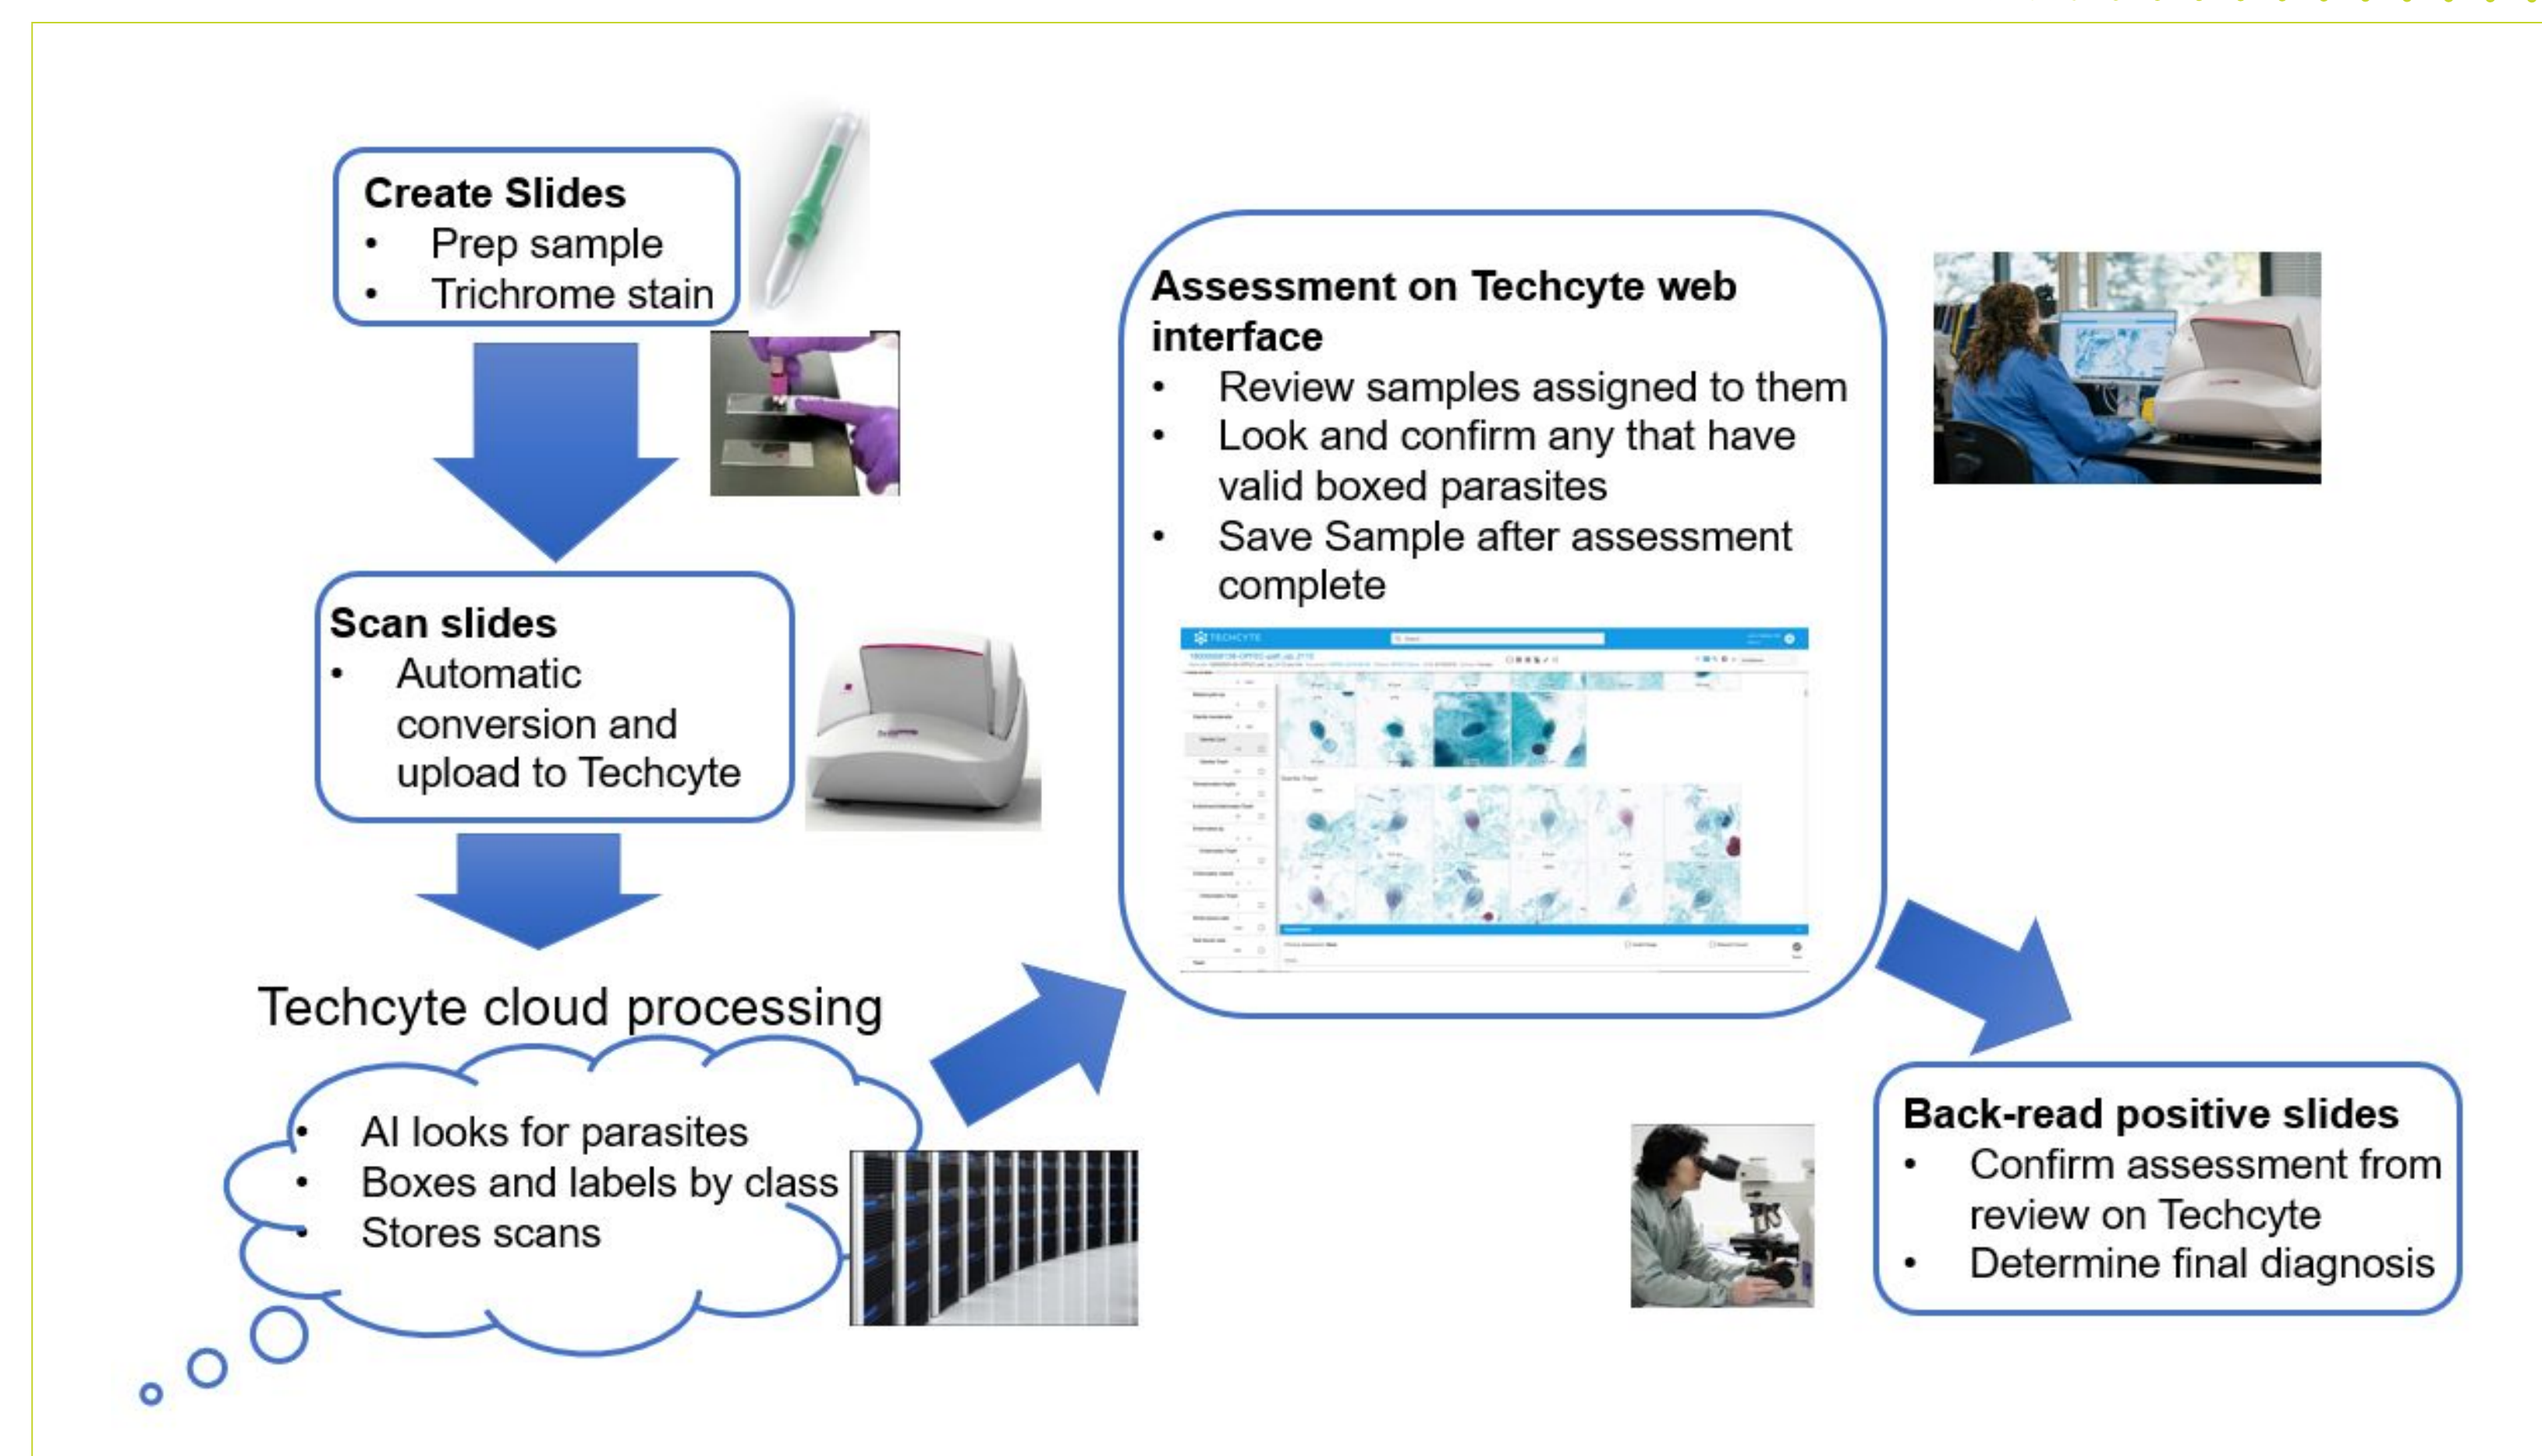 Create Slides
• Prep sample
• Trichrome stain
Scan slides
• Automatic
conversion and
upload to Techcyte
Techcyte cloud processing
• AI looks for parasites
• Boxes and labels by class
• Stores scans
Assessment on Techcyte web
interface
• Review samples assigned to them
• Look and confirm any that have
valid boxed parasites
• Save Sample after assessment
complete
TECHCYTE
Back-read positive slides
• Confirm assessment from
review on Techcyte
• Determine final diagnosis